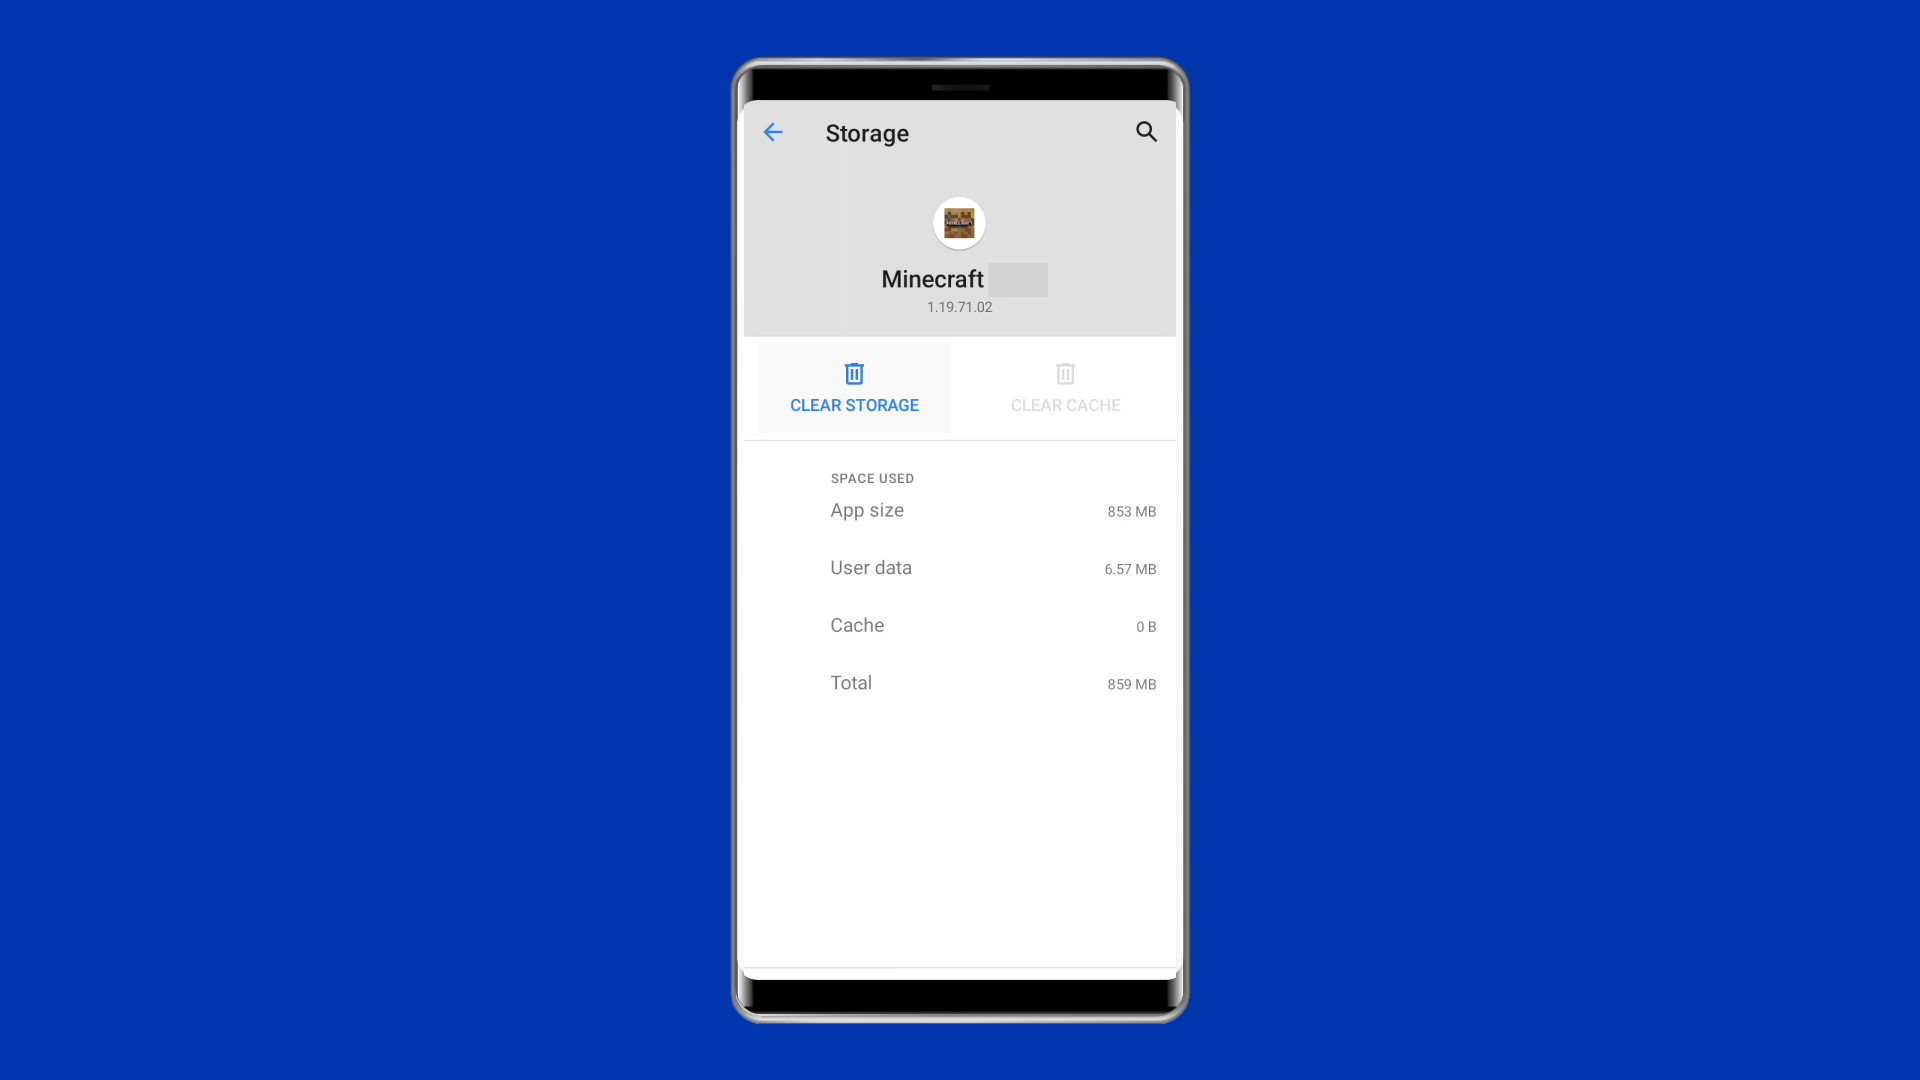 Storage
Minecraft
1.19.71.02
CLEAR STORAGE
CLEAR CACHE
SPACE USED
App size
853 MB
User data
6.57 MB
Cache
0 B
Total
859 MB